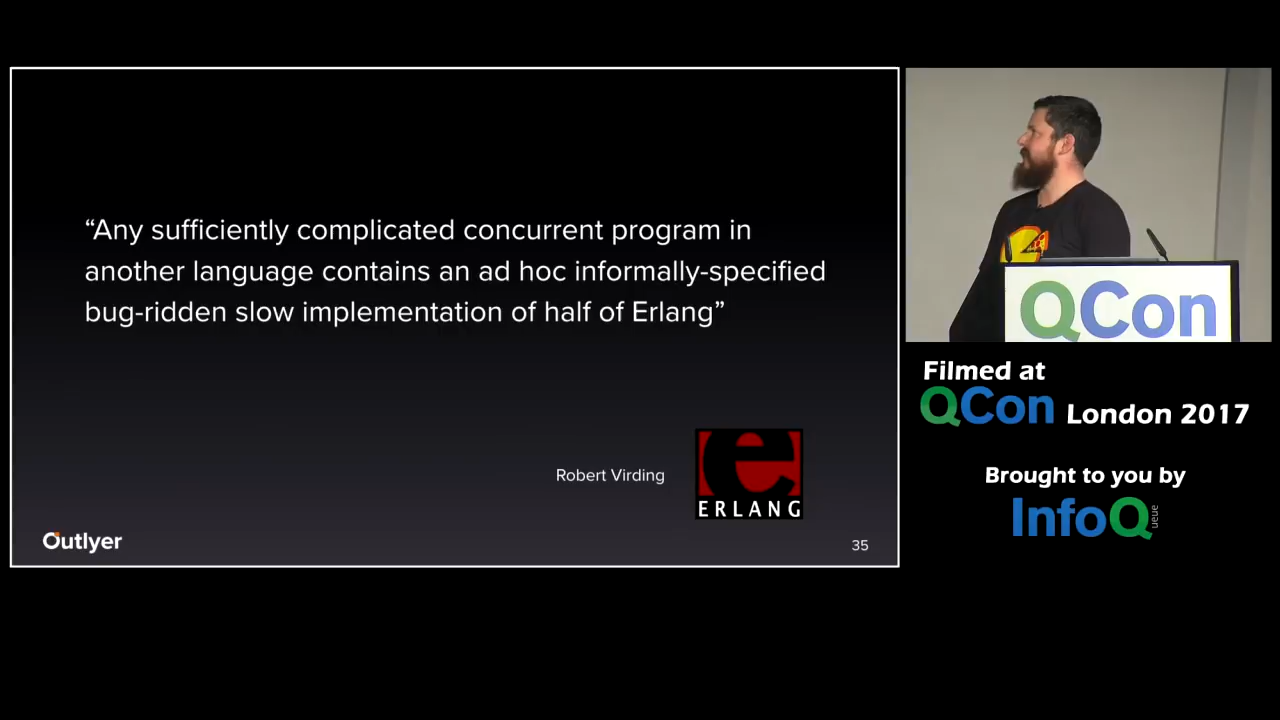 “Any sufficiently complicated concurrent program in
another language contains an ad hoc informally-specified
bug-ridden slow implementation of half of Erlang”
Robert Virding
e
ERLANG
Outlyer
35
QCon
Filmed at
QCon London 2017
Brought to you by
InfoQueue